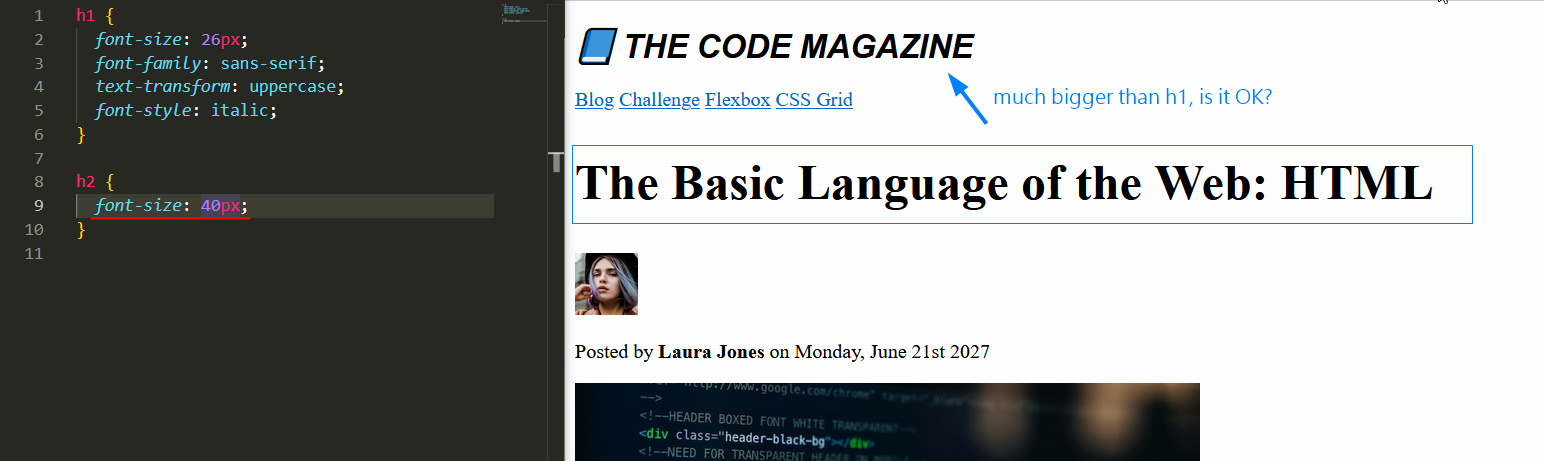 1 h1 {
2 font-size: 26px;
3 font-family: sans-serif;
4 text-transform: uppercase;
5 font-style: italic;
6 }
7
8 h2 {
9 font-size: 40px;
10 }
11
T
THE CODE MAGAZINE
Blog Challenge Flexbox CSS Grid
much bigger than h1, is it OK?
The Basic Language of the Web: HTML
Posted by Laura Jones on Monday, June 21st 2027
"http://www.google.com/chrome" target="_blank"
-->
<!--HEADER BOXED FONT WHITE TRANSPARENT-->
<div class="header-black-bg"></div>
<!--NEED FOR TRANSPARENT HEADER ON MOBILE